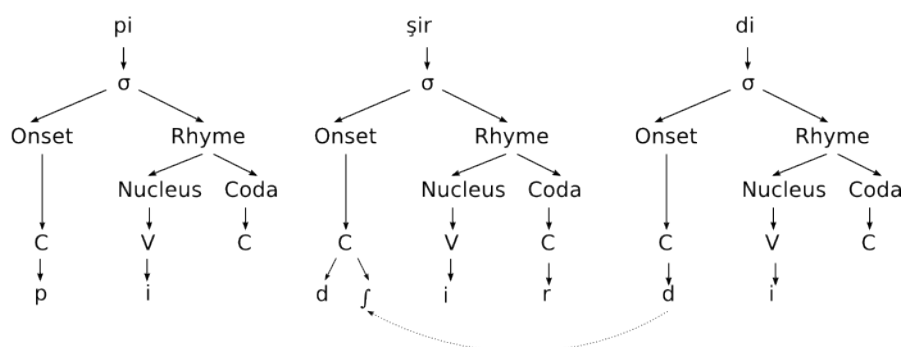 pi şir di
σ σ σ
Onset Rhyme Onset Rhyme Onset Rhyme
Nucleus Coda Nucleus Coda Nucleus Coda
C V C C V C C V C
p i d ʃ i r d i